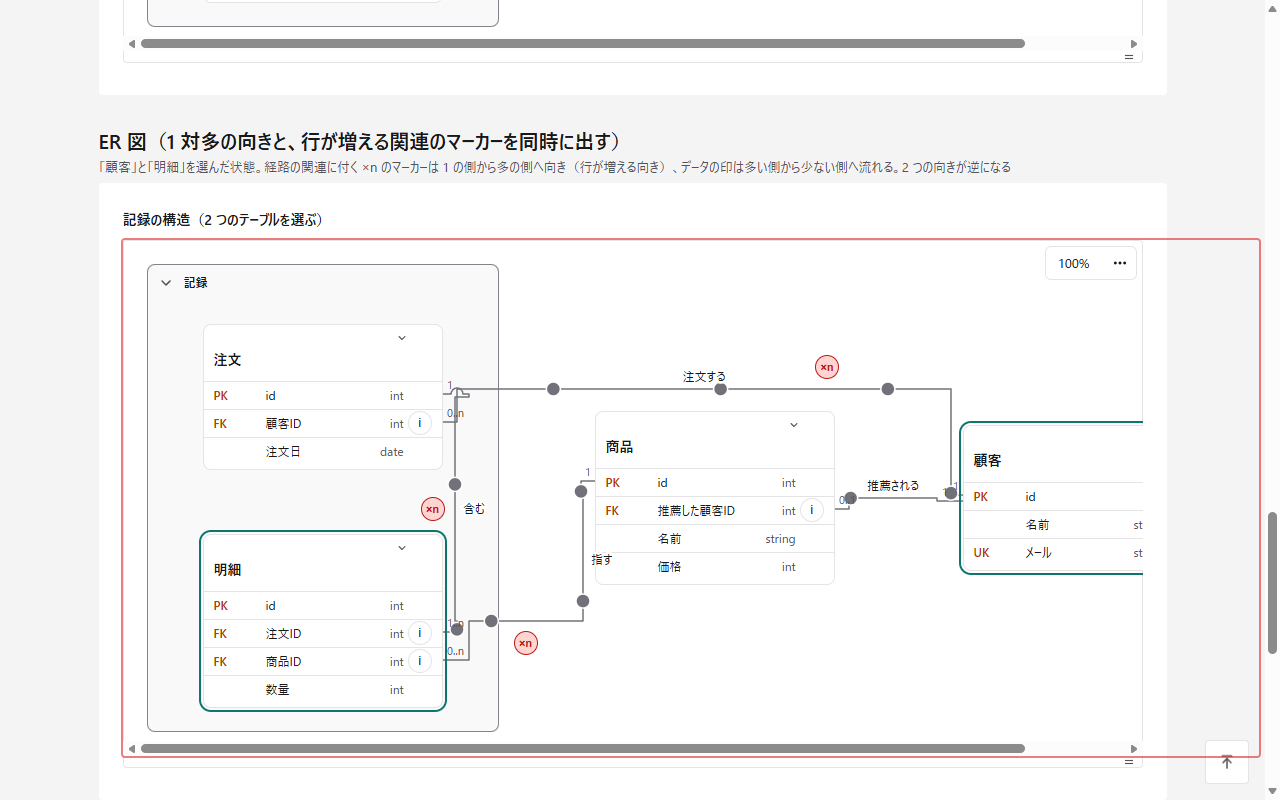 ER 図（1 対多の向きと、行が増える関連のマーカーを同時に出す）
「顧客」と「明細」を選んだ状態。経路の関連に付く ×n のマーカーは 1 の側から多の側へ向き（行が増える向き）、データの印は多い側から少ない側へ流れる。2 つの向きが逆になる
記録の構造（2 つのテーブルを選ぶ）
100%
記録
注文
PK id int
FK 顧客ID int i
注文日 date
1
0..n
注文する
×n
商品
PK id int
FK 推薦した顧客ID int i
名前 string
価格 int
1
推薦される
顧客
PK id
名前 st
UK メール st
×n
含む
指す
明細
PK id int
FK 注文ID int i
FK 商品ID int i
数量 int
0..n
×n